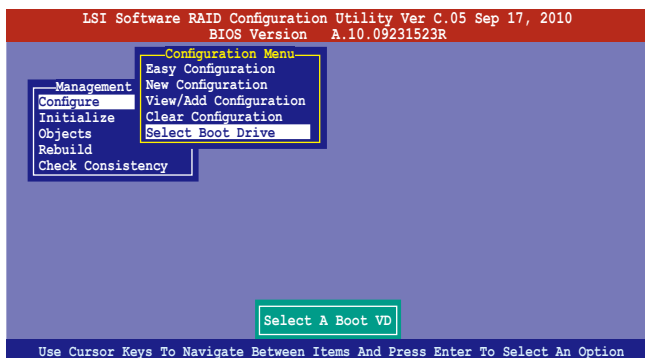 LSI Software RAID Configuration Utility Ver C.05 Sep 17, 2010
BIOS Version A.10.09231523R
Configuration Menu
Easy Configuration
New Configuration
View/Add Configuration
Clear Configuration
Select Boot Drive
Management
Configure
Initialize
Objects
Rebuild
Check Consistency
Select A Boot VD
Use Cursor Keys To Navigate Between Items And Press Enter To Select An Option